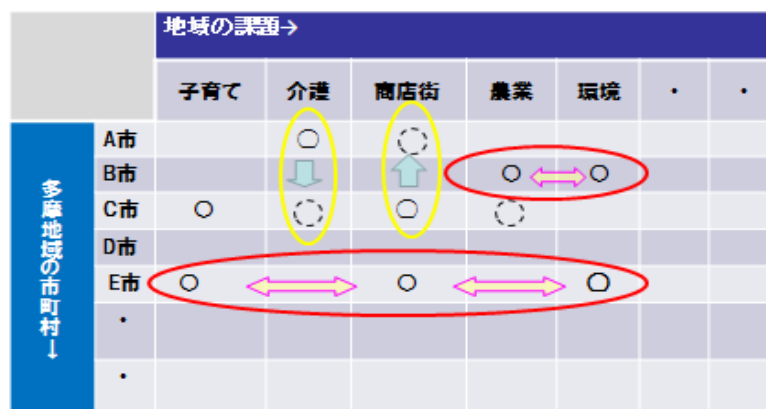 地域の課題→
子育て 介護 商店街 農業 環境 ・ ・
多摩地域の市町村→
A市 ○ ○
B市 ○ ○
C市 ○ ○ ○ ○
D市
E市 ○ ○ ○
・
・